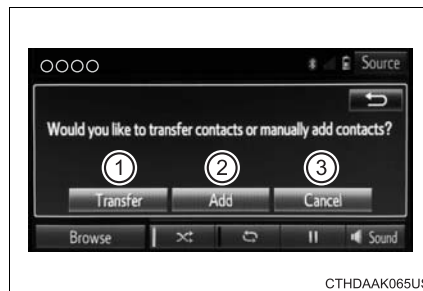 ○○○○ Source
Would you like to transfer contacts or manually add contacts?
1 2 3
Transfer Add Cancel
Browse Sound
CTHDAAK065US